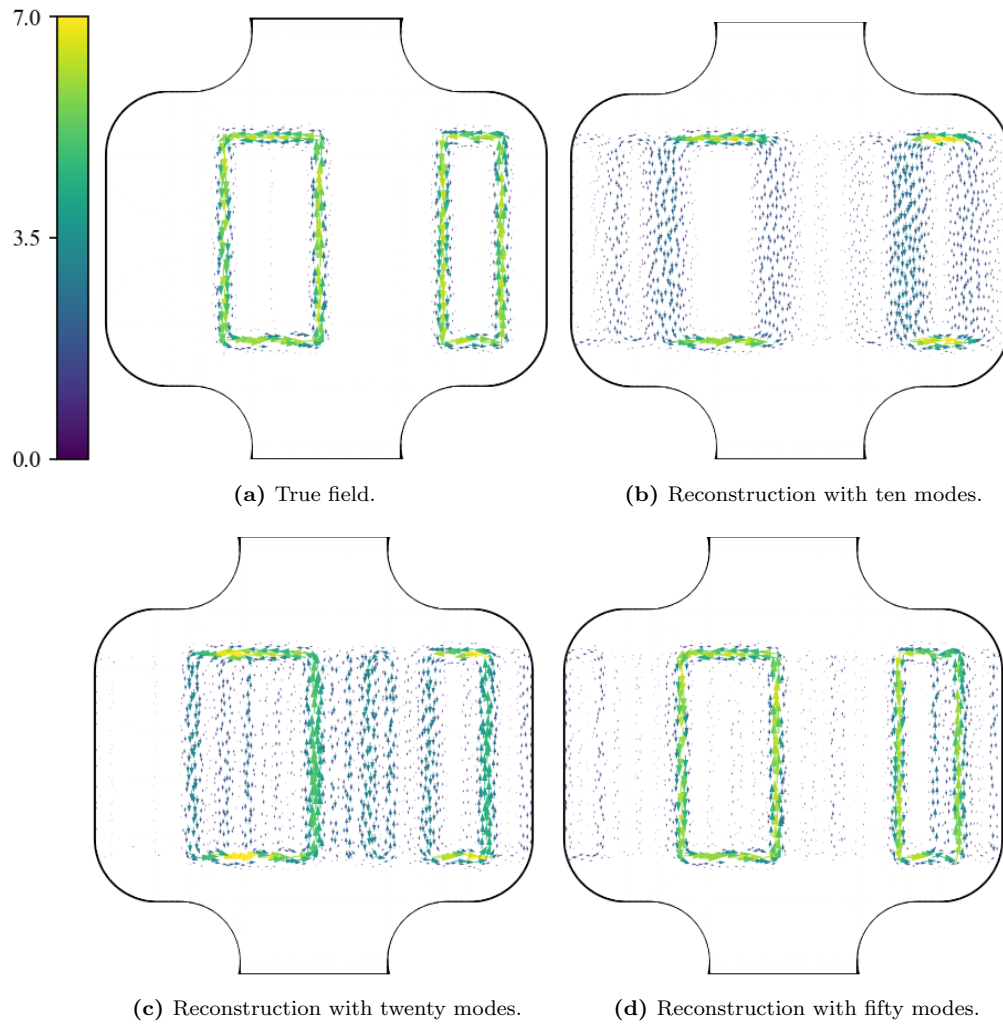 7.0
3.5
0.0
(a) True field.
(b) Reconstruction with ten modes.
(c) Reconstruction with twenty modes.
(d) Reconstruction with fifty modes.